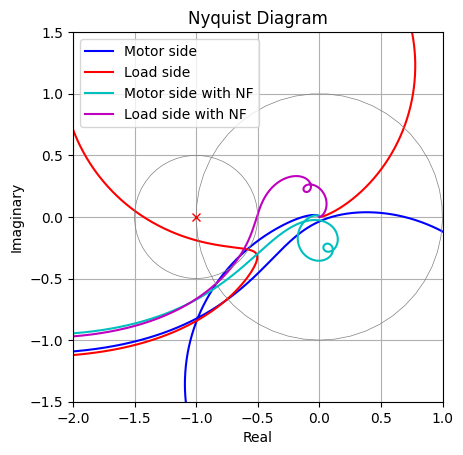 Nyquist Diagram
Motor side
Load side
Motor side with NF
Load side with NF
1.5
1.0
0.5
0.0
−0.5
−1.0
−1.5
Imaginary
−2.0 −1.5 −1.0 −0.5 0.0 0.5 1.0
Real